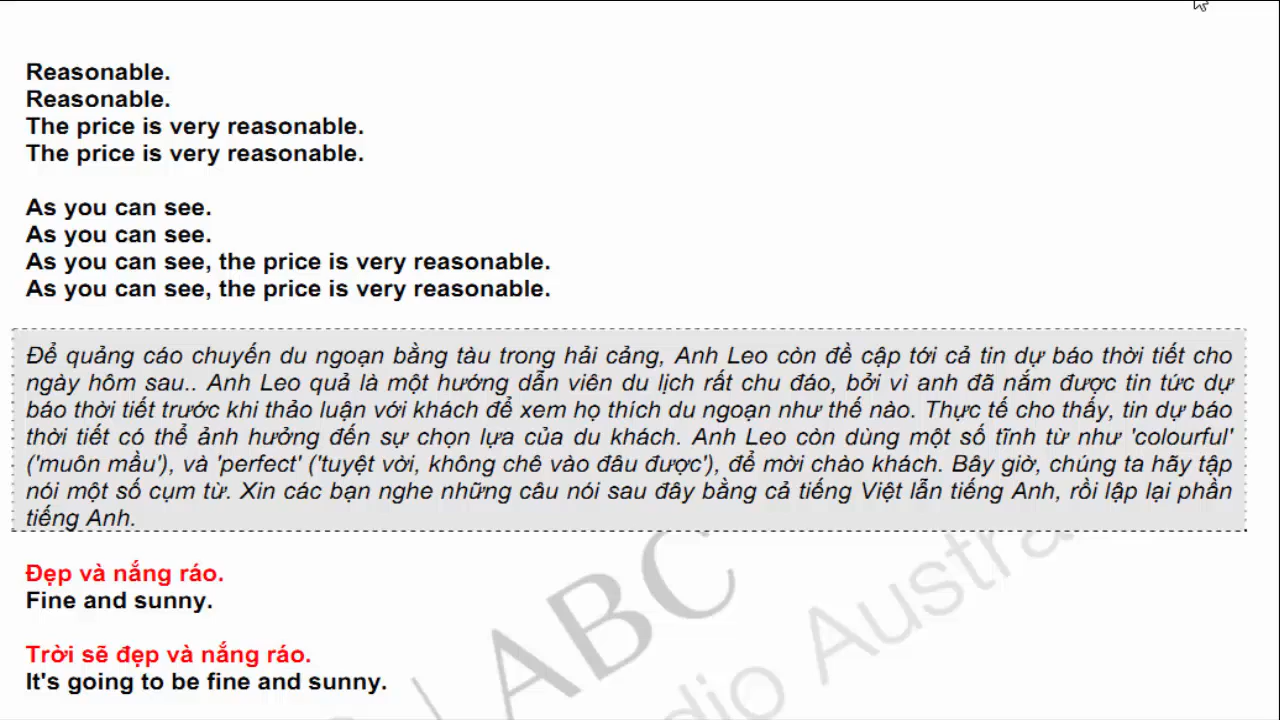 Reasonable.
Reasonable.
The price is very reasonable.
The price is very reasonable.
As you can see.
As you can see.
As you can see, the price is very reasonable.
As you can see, the price is very reasonable.
Để quảng cáo chuyến du ngoạn bằng tàu trong hải cảng, Anh Leo còn đề cập tới cả tin dự báo thời tiết cho
ngày hôm sau.. Anh Leo quả là một hướng dẫn viên du lịch rất chu đáo, bởi vì anh đã nắm được tin tức dự
báo thời tiết trước khi thảo luận với khách để xem họ thích du ngoạn như thế nào. Thực tế cho thấy, tin dự báo
thời tiết có thể ảnh hưởng đến sự chọn lựa của du khách. Anh Leo còn dùng một số tĩnh từ như 'colourful'
('muôn mầu'), và 'perfect' ('tuyệt vời, không chê vào đâu được'), để mời chào khách. Bây giờ, chúng ta hãy tập
nói một số cụm từ. Xin các bạn nghe những câu nói sau đây bằng cả tiếng Việt lẫn tiếng Anh, rồi lập lại phần
tiếng Anh.
Đẹp và nắng ráo.
Fine and sunny.
Trời sẽ đẹp và nắng ráo.
It's going to be fine and sunny.
ABC